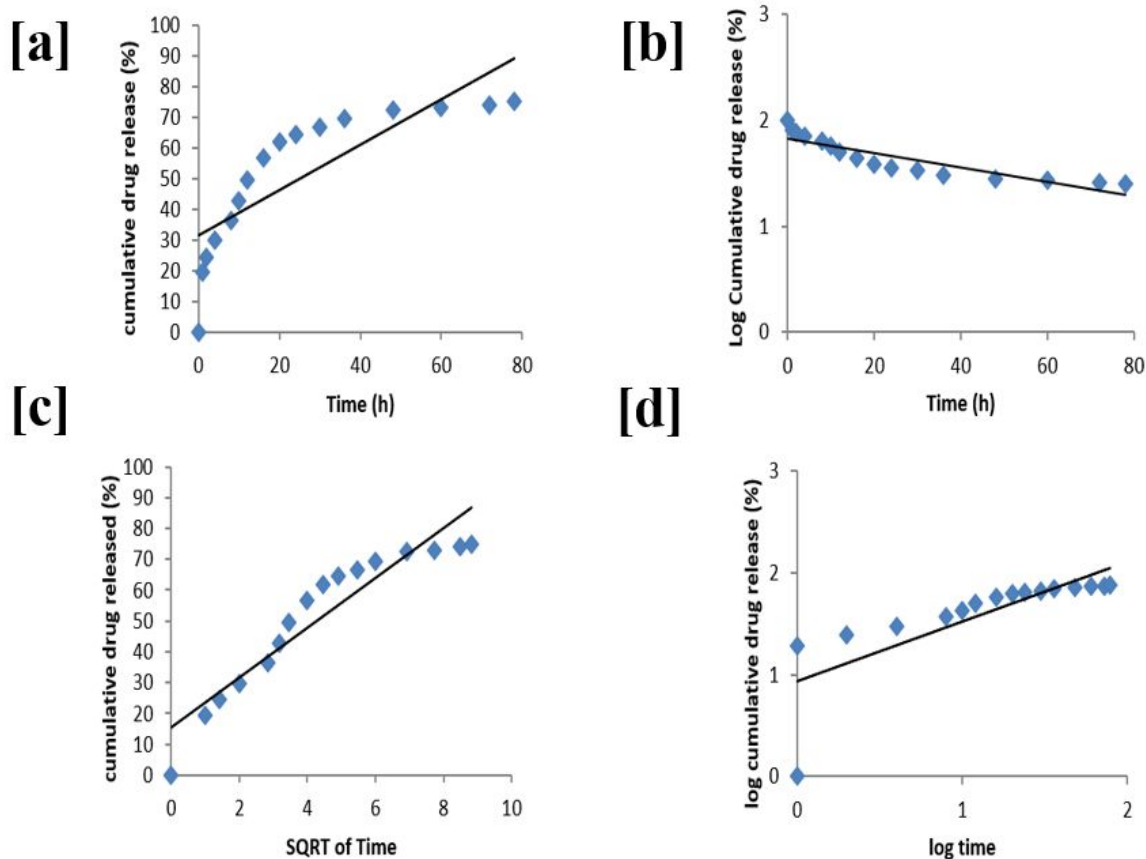 [a]
cumulative drug release (%)
100
90
80
70
60
50
40
30
20
10
0
0 20 40 60 80
Time (h)
[b]
Log Cumulative drug release (%)
3
2
1
0
0 20 40 60 80
Time (h)
[c]
cumulative drug released (%)
100
90
80
70
60
50
40
30
20
10
0
0 2 4 6 8 10
SQRT of Time
[d]
log cumulative drug release (%)
3
2
1
0
0 1 2
log time